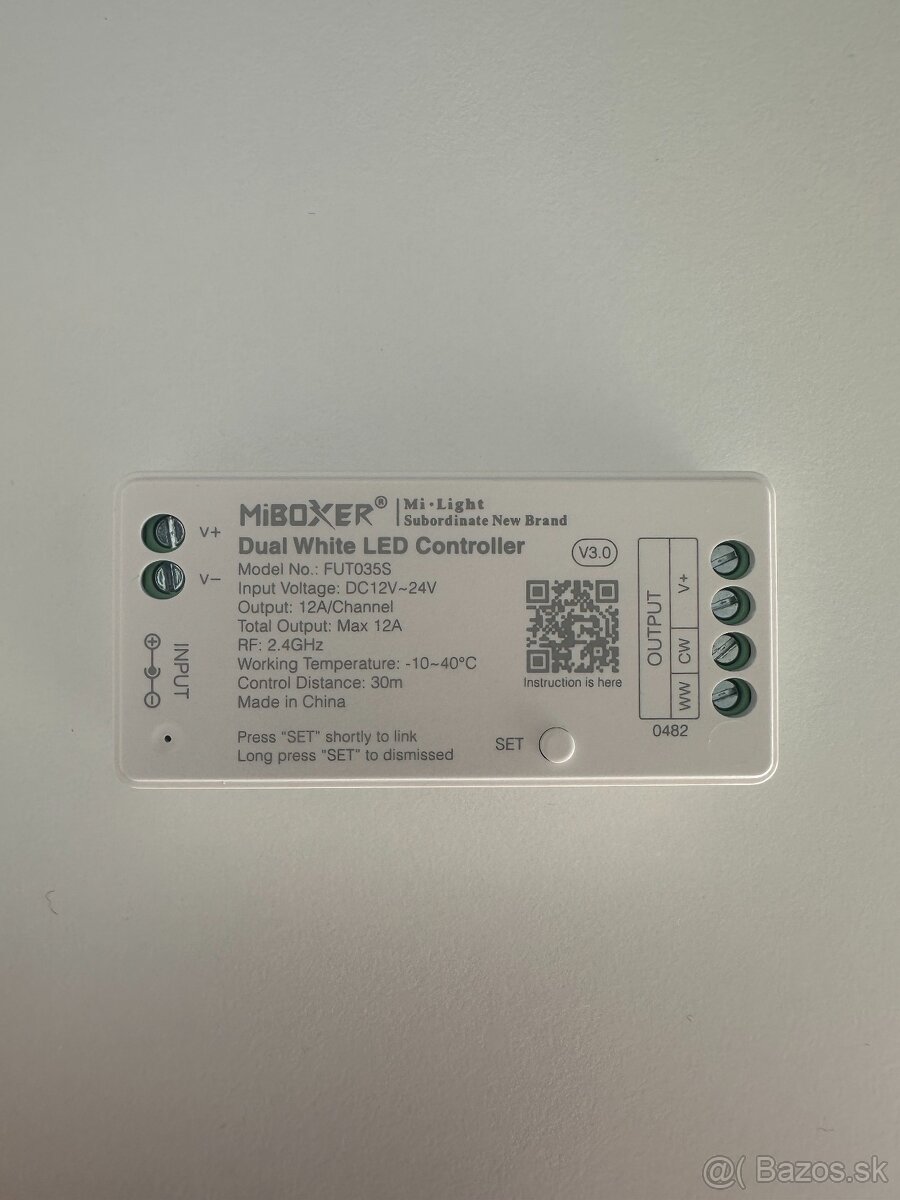 MiBOXER® | Mi·Light
Subordinate New Brand
Dual White LED Controller
Model No.: FUT035S
Input Voltage: DC12V~24V
Output: 12A/Channel
Total Output: Max 12A
RF: 2.4GHz
Working Temperature: -10~40°C
Control Distance: 30m
Made in China
Press "SET" shortly to link
Long press "SET" to dismissed
V+
V−
INPUT
V3.0
Instruction is here
SET
OUTPUT
V+
CW
WW
0482
@( Bazos.sk